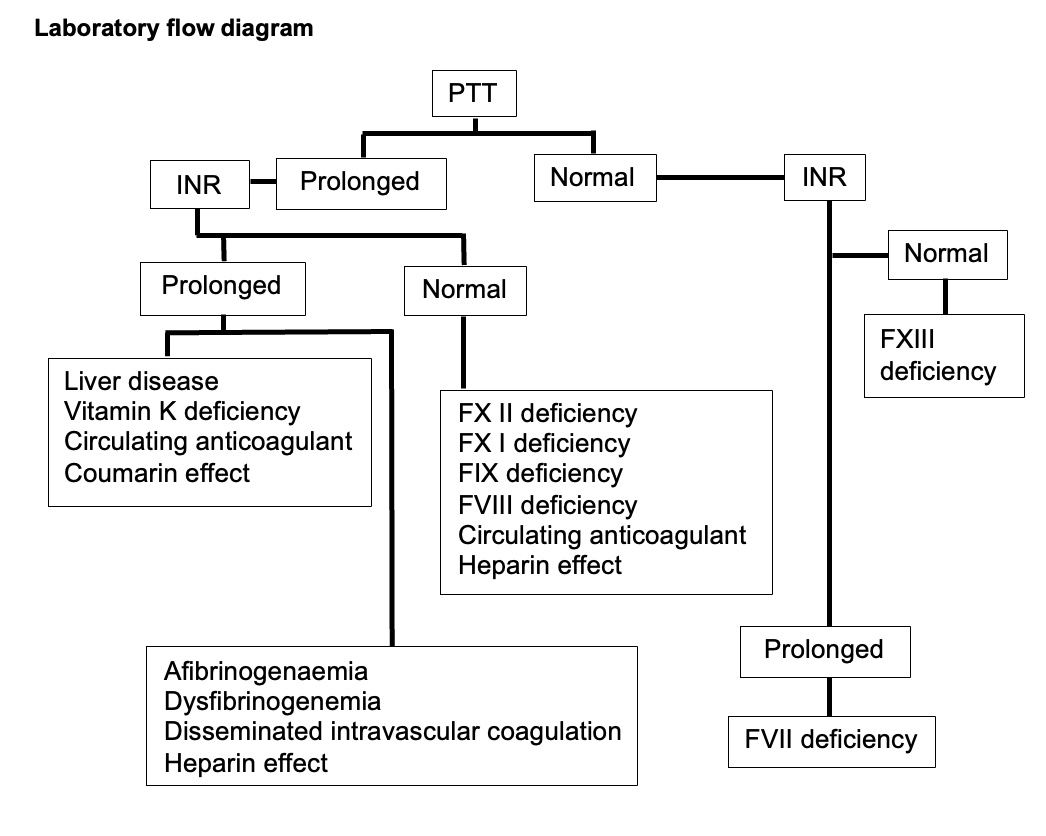 Laboratory flow diagram
PTT
INR
Prolonged
Normal
INR
Prolonged
Normal
Normal
FXIII
deficiency
Liver disease
Vitamin K deficiency
Circulating anticoagulant
Coumarin effect
FX II deficiency
FX I deficiency
FIX deficiency
FVIII deficiency
Circulating anticoagulant
Heparin effect
Afibrinogenaemia
Dysfibrinogenemia
Disseminated intravascular coagulation
Heparin effect
Prolonged
FVII deficiency